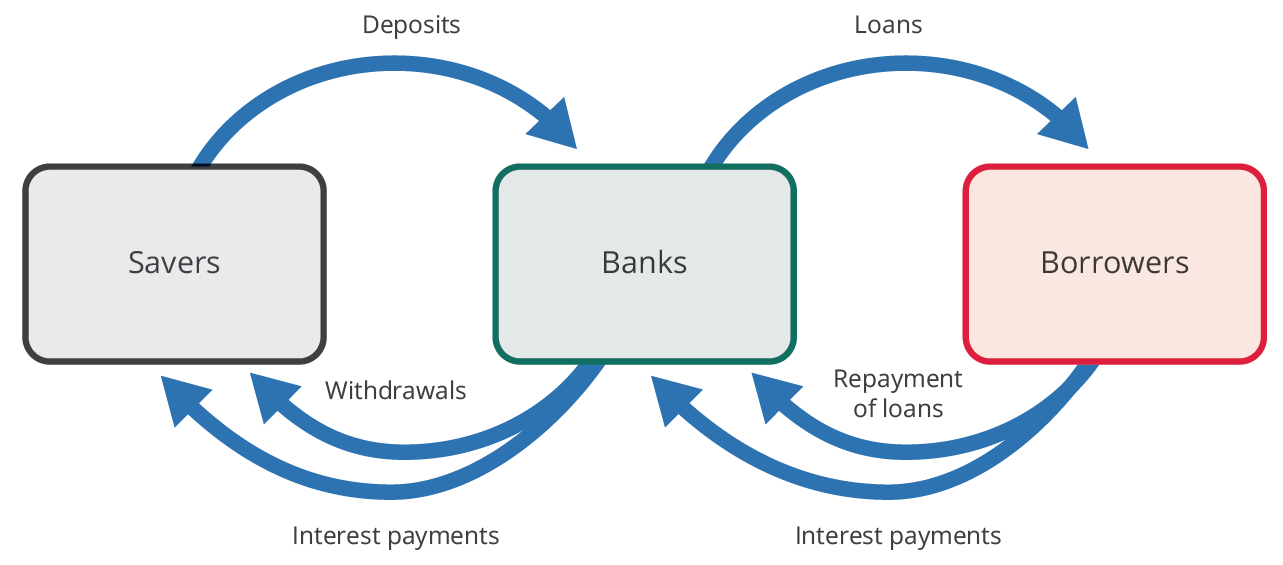 Deposits
Loans
Savers
Banks
Borrowers
Withdrawals
Repayment
of loans
Interest payments
Interest payments